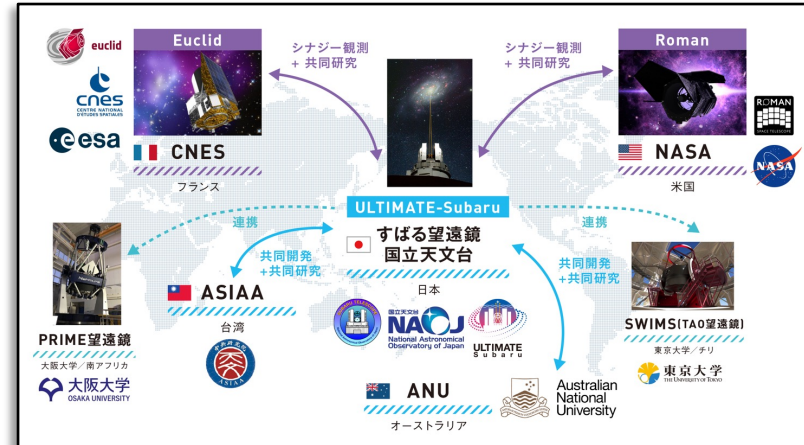 euclid
cnes
CENTRE NATIONAL
D'ÉTUDES SPATIALES
esa
Euclid
CNES
フランス
シナジー観測
+ 共同研究
シナジー観測
+ 共同研究
Roman
NASA
米国
ROMAN
SPACE TELESCOPE
NASA
ULTIMATE-Subaru
すばる望遠鏡
国立天文台
日本
連携
連携
共同開発
+共同研究
共同開発
+共同研究
PRIME望遠鏡
大阪大学／南アフリカ
大阪大学
OSAKA UNIVERSITY
ASIAA
台湾
ASIAA
SUBARU TELESCOPE
国立天文台
NAOJ
National Astronomical
Observatory of Japan
ULTIMATE
Subaru
SWIMS(TAO望遠鏡)
東京大学／チリ
東京大学
THE UNIVERSITY OF TOKYO
ANU
オーストラリア
Australian
National
University